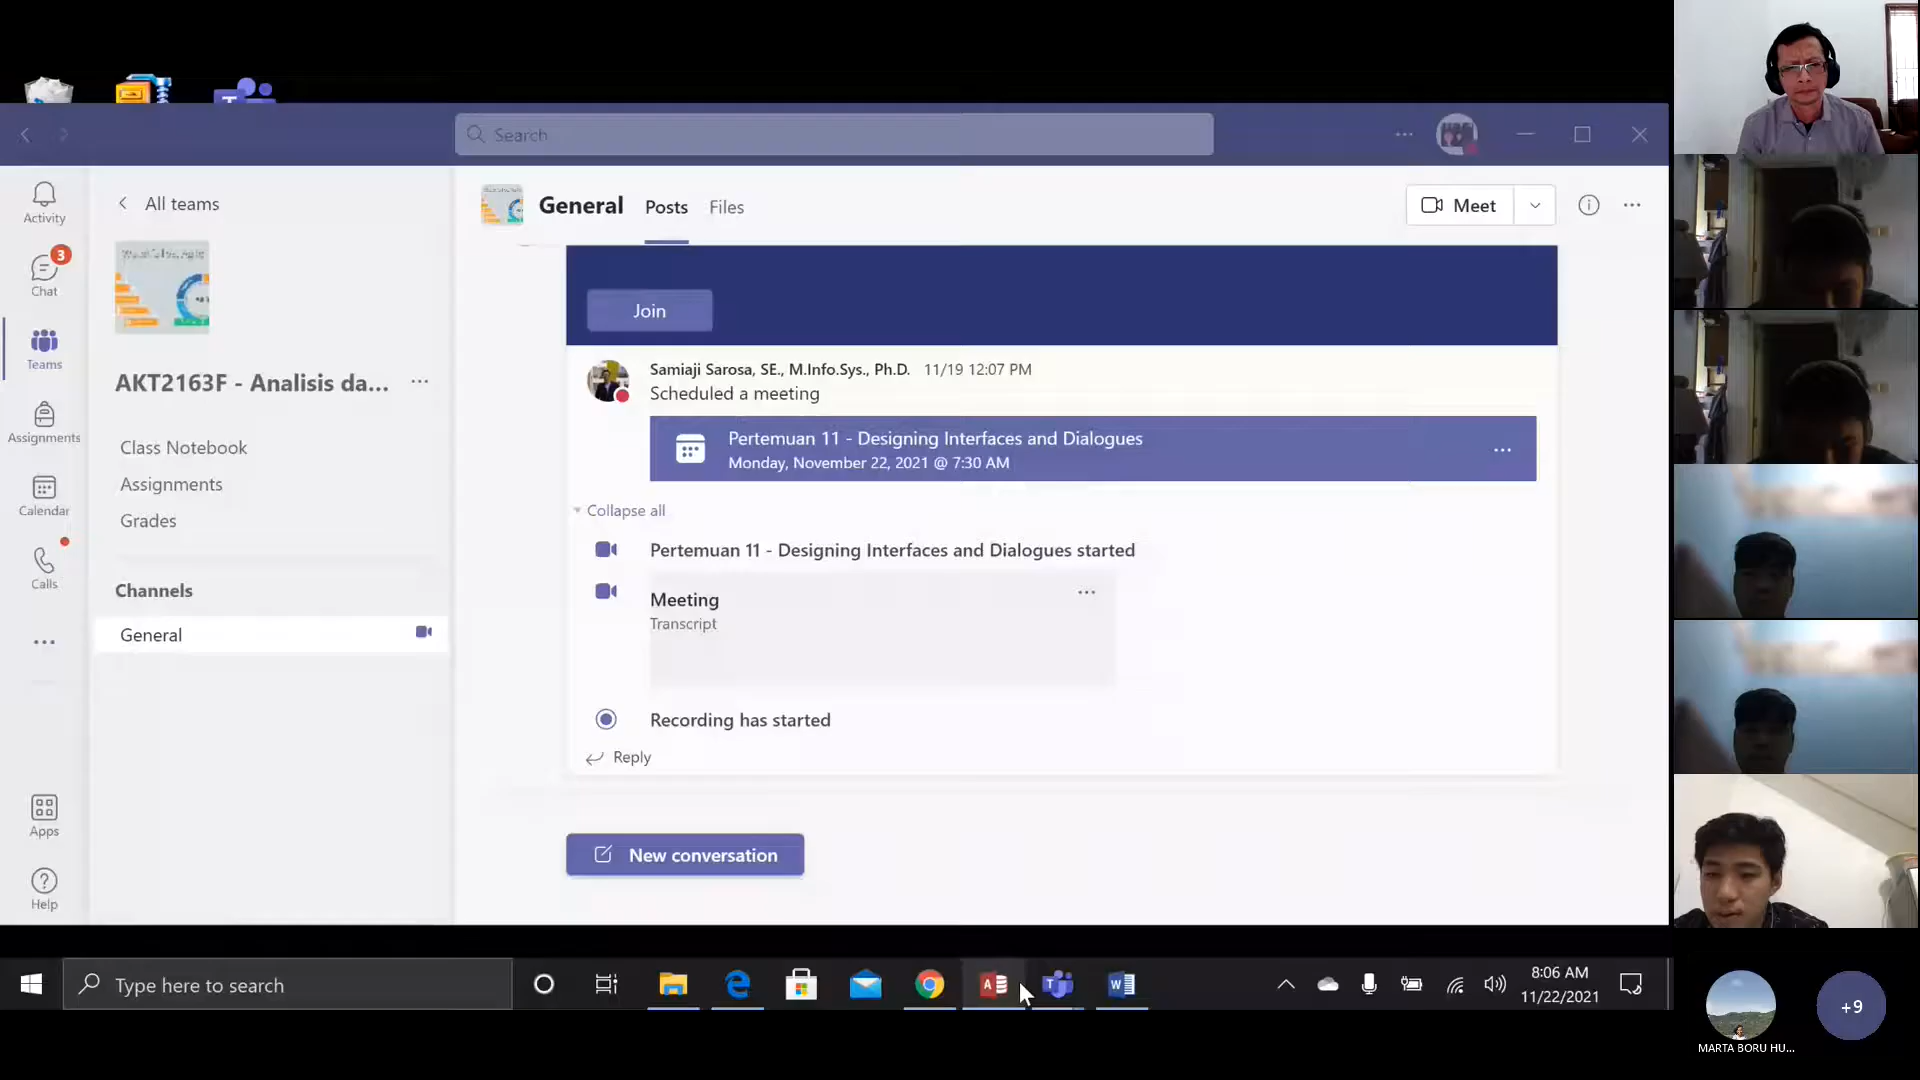 Search
Activity
3
Chat
Teams
Assignments
Calendar
Calls
Apps
Help
All teams
AKT2163F - Analisis da...
Class Notebook
Assignments
Grades
Channels
General
General
Posts
Files
Meet
Join
Samiaji Sarosa, SE., M.Info.Sys., Ph.D. 11/19 12:07 PM
Scheduled a meeting
Pertemuan 11 - Designing Interfaces and Dialogues
Monday, November 22, 2021 @ 7:30 AM
Collapse all
Pertemuan 11 - Designing Interfaces and Dialogues started
Meeting
Transcript
Recording has started
Reply
New conversation
Type here to search
8:06 AM
11/22/2021
+9
MARTA BORU HU...